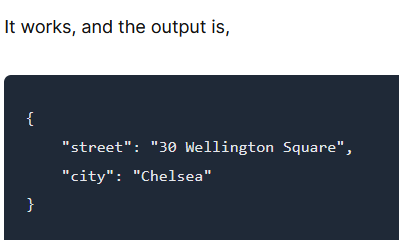 It works, and the output is,
{
    "street": "30 Wellington Square",
    "city": "Chelsea"
}